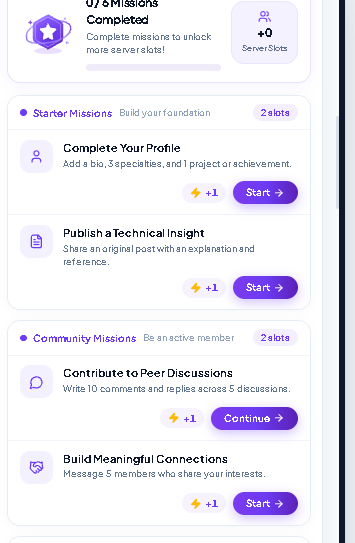 0/ 6 Missions
Completed
Complete missions to unlock
more server slots!
+0
Server Slots
Starter Missions Build your foundation 2 slots
Complete Your Profile
Add a bio, 3 specialties, and 1 project or achievement.
+1 Start →
Publish a Technical Insight
Share an original post with an explanation and
reference.
+1 Start →
Community Missions Be an active member 2 slots
Contribute to Peer Discussions
Write 10 comments and replies across 5 discussions.
+1 Continue →
Build Meaningful Connections
Message 5 members who share your interests.
+1 Start →